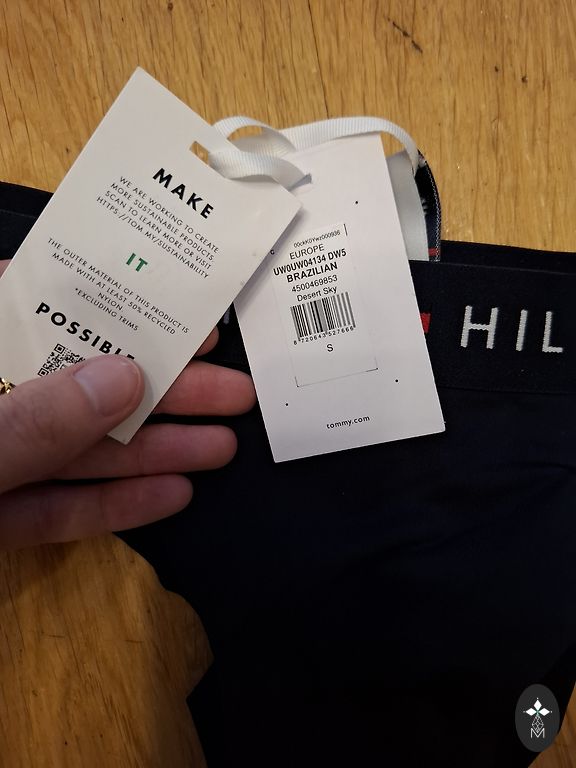 MAKE
WE ARE WORKING TO CREATE
MORE SUSTAINABLE PRODUCTS.
SCAN TO LEARN MORE OR VISIT
HTTPS://TOM.MY/SUSTAINABILITY
IT
THE OUTER MATERIAL OF THIS PRODUCT IS
MADE WITH AT LEAST 50% RECYCLED
NYLON
*EXCLUDING TRIMS
POSSIBLE
EUROPE
UW0UW04134 DW5
BRAZILIAN
4500469853
Desert Sky
8720643527666
S
tommy.com
HIL
M